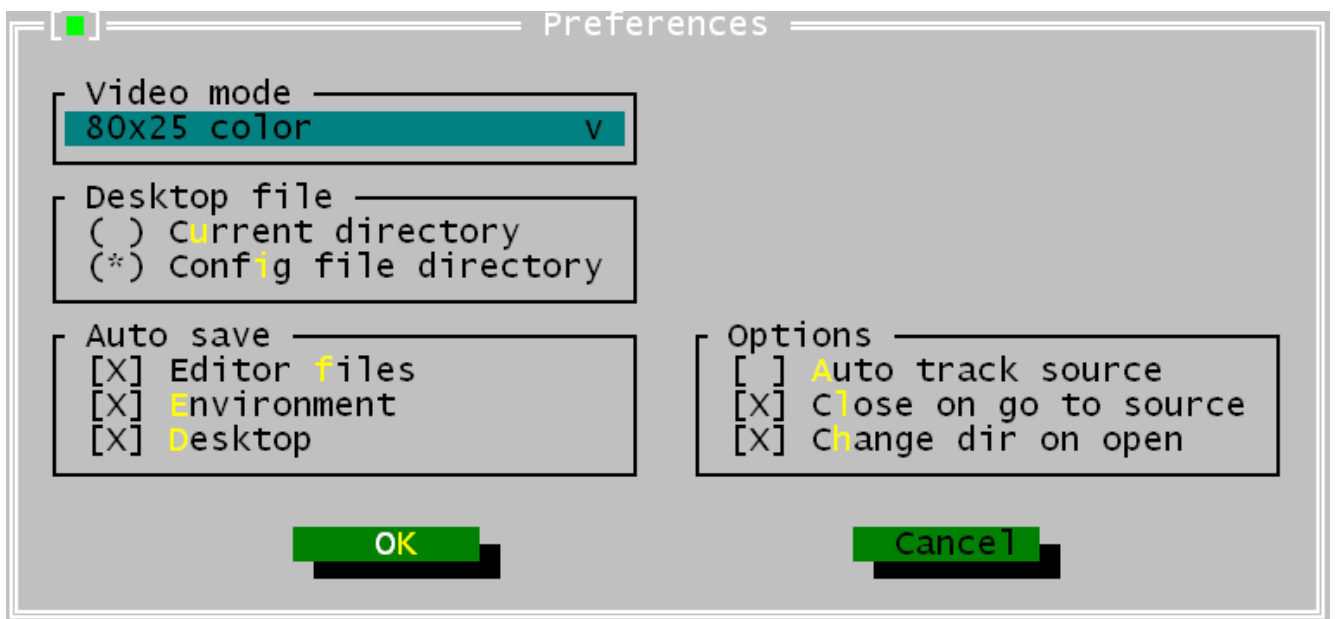 [■] Preferences
Video mode
80x25 color v
Desktop file
( ) Current directory
(*) Config file directory
Auto save
[X] Editor files
[X] Environment
[X] Desktop
Options
[ ] Auto track source
[X] Close on go to source
[X] Change dir on open
OK
Cancel